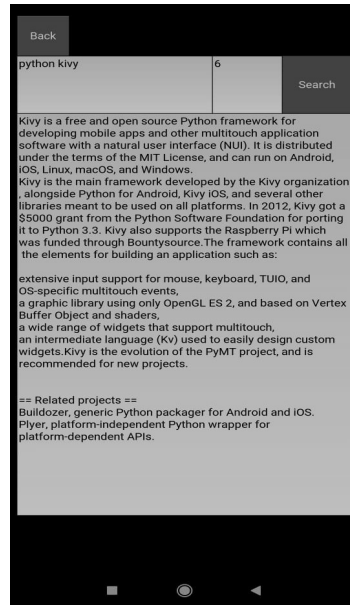 Back
python kivy
6
Search
Kivy is a free and open source Python framework for
developing mobile apps and other multitouch application
software with a natural user interface (NUI). It is distributed
under the terms of the MIT License, and can run on Android,
iOS, Linux, macOS, and Windows.
Kivy is the main framework developed by the Kivy organization
, alongside Python for Android, Kivy iOS, and several other
libraries meant to be used on all platforms. In 2012, Kivy got a
$5000 grant from the Python Software Foundation for porting
it to Python 3.3. Kivy also supports the Raspberry Pi which
was funded through Bountysource.The framework contains all
the elements for building an application such as:
extensive input support for mouse, keyboard, TUIO, and
OS-specific multitouch events,
a graphic library using only OpenGL ES 2, and based on Vertex
Buffer Object and shaders,
a wide range of widgets that support multitouch,
an intermediate language (Kv) used to easily design custom
widgets.Kivy is the evolution of the PyMT project, and is
recommended for new projects.
== Related projects ==
Buildozer, generic Python packager for Android and iOS.
Plyer, platform-independent Python wrapper for
platform-dependent APIs.